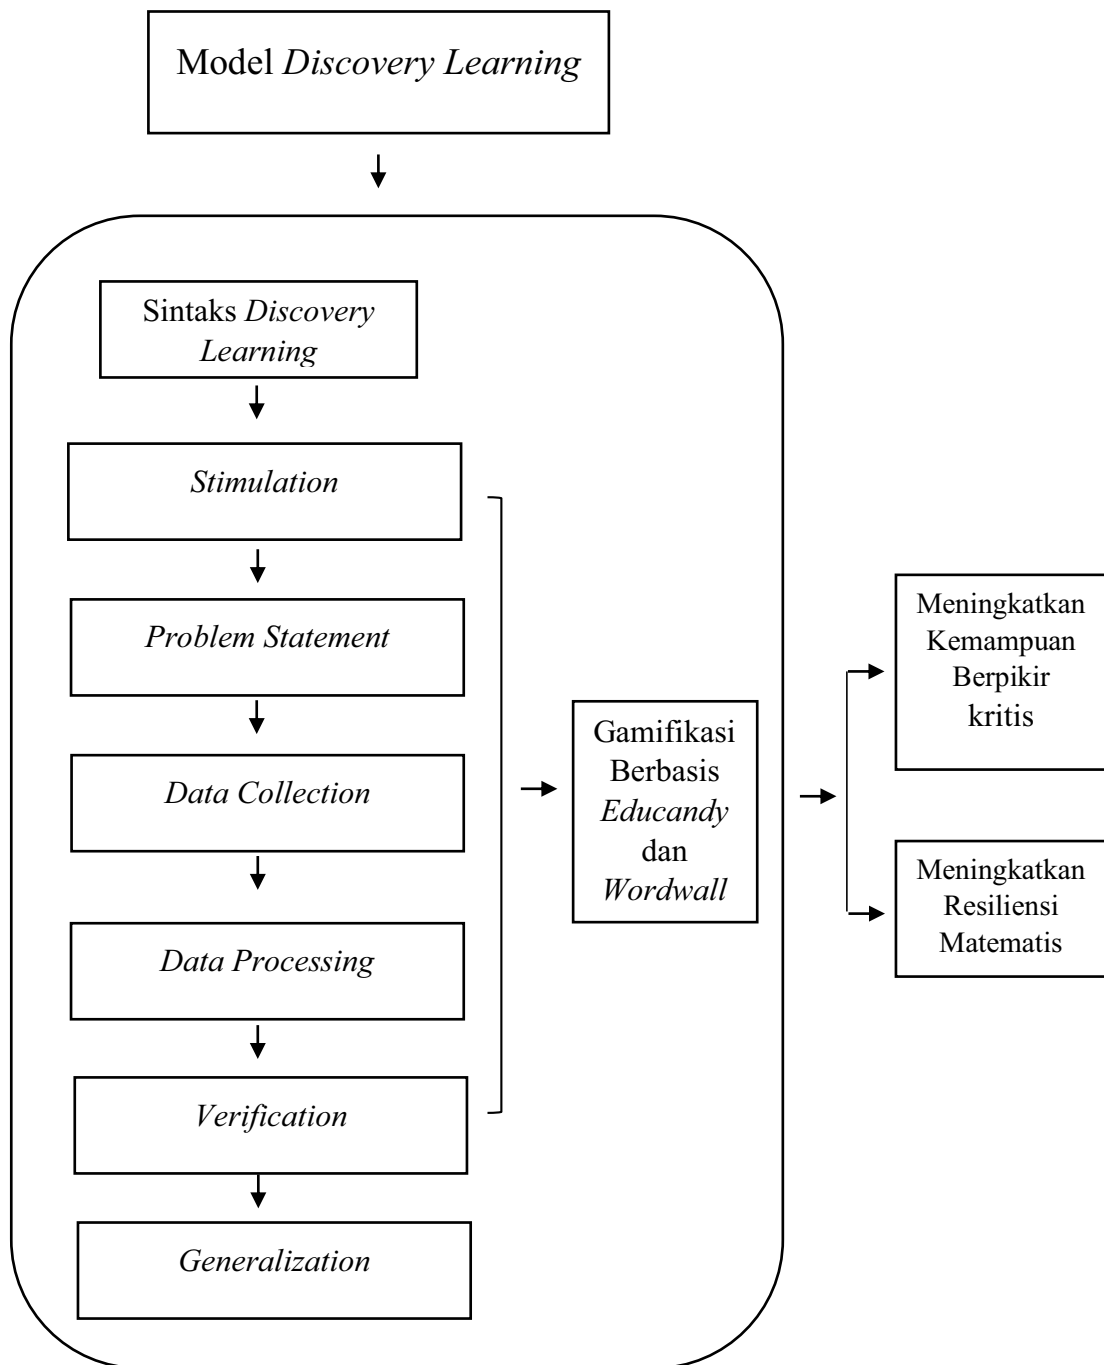 Model Discovery Learning
Sintaks Discovery
Learning
Stimulation
Problem Statement
Data Collection
Data Processing
Verification
Generalization
Gamifikasi
Berbasis
Educandy
dan
Wordwall
Meningkatkan
Kemampuan
Berpikir
kritis
Meningkatkan
Resiliensi
Matematis